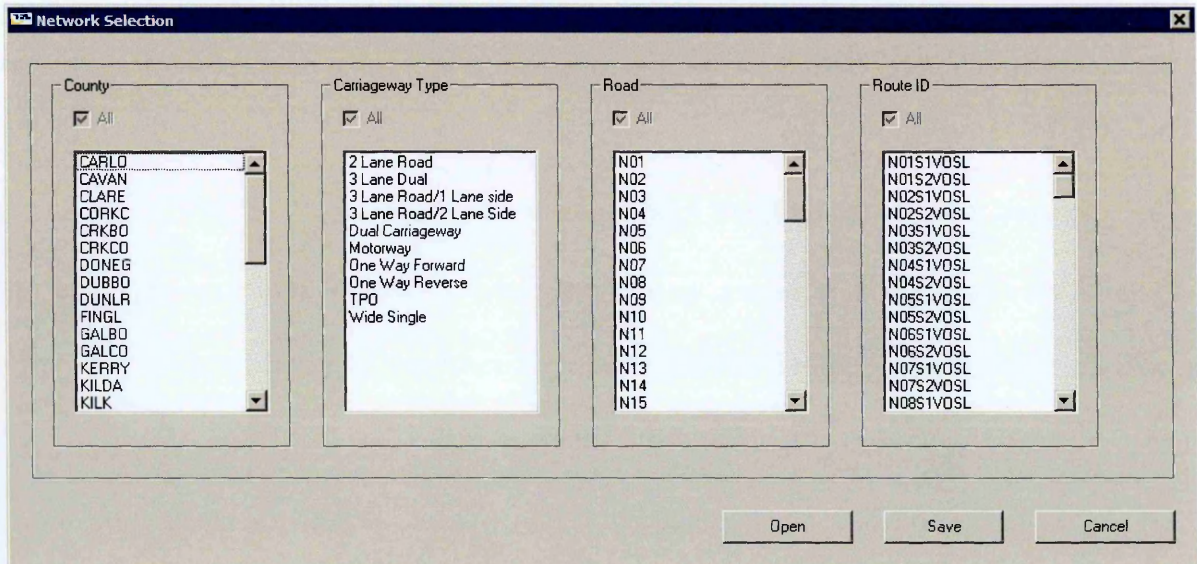 Network Selection
County
All
CARLO
CAVAN
CLARE
CORKC
CRKBO
CRKCO
DONEG
DUBBO
DUNLR
FINGL
GALBO
GALCO
KERRY
KILDA
KILK
Carriageway Type
All
2 Lane Road
3 Lane Dual
3 Lane Road/1 Lane side
3 Lane Road/2 Lane Side
Dual Carriageway
Motorway
One Way Forward
One Way Reverse
TPO
Wide Single
Road
All
N01
N02
N03
N04
N05
N06
N07
N08
N09
N10
N11
N12
N13
N14
N15
Route ID
All
N01S1VOSL
N01S2VOSL
N02S1VOSL
N02S2VOSL
N03S1VOSL
N03S2VOSL
N04S1VOSL
N04S2VOSL
N05S1VOSL
N05S2VOSL
N06S1VOSL
N06S2VOSL
N07S1VOSL
N07S2VOSL
N08S1VOSL
Open
Save
Cancel